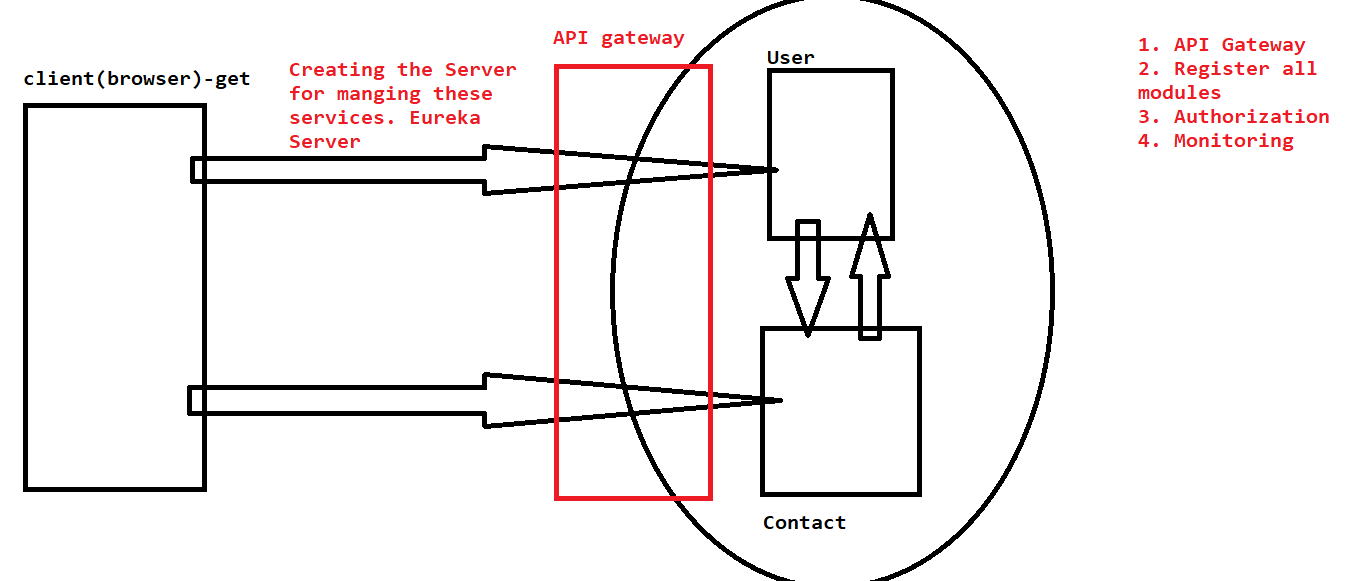 client(browser)-get
Creating the Server
for manging these
services. Eureka
Server
API gateway
User
Contact
1. API Gateway
2. Register all
modules
3. Authorization
4. Monitoring